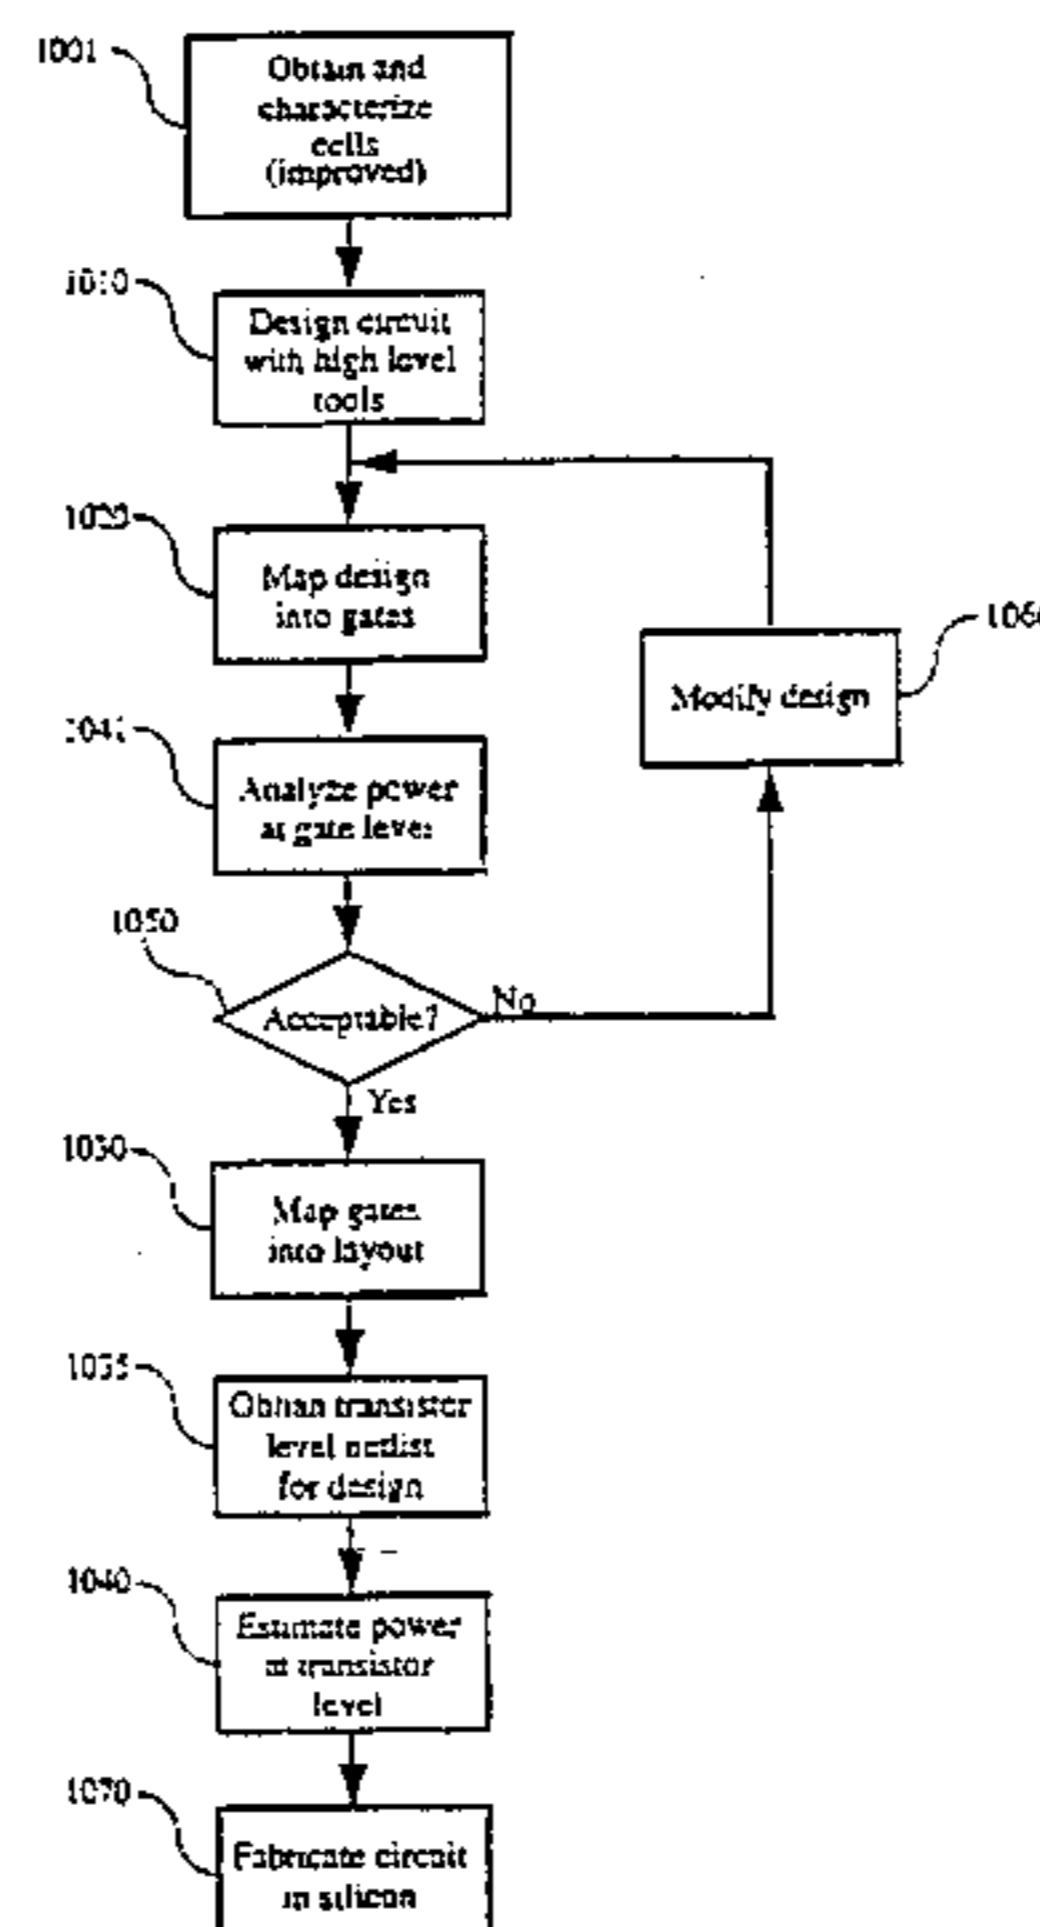 1001
Obtain and
characterize
cells
(improved)
1010
Design circuit
with high level
tools
1020
Map design
into gates
1060
Modify design
1041
Analyze power
at gate level
1050
Acceptable?
No
Yes
1030
Map gates
into layout
1035
Obtian transistor
level netlist
for design
1040
Estimate power
at transistor
level
1070
Fabricate circuit
in silicon